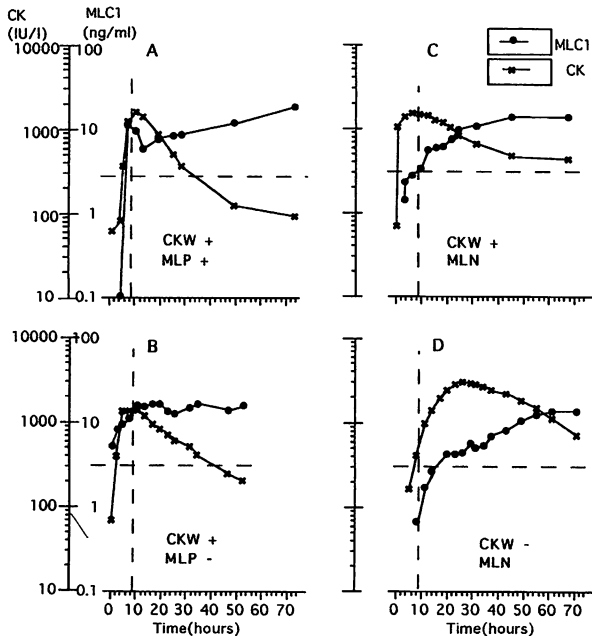 CK
(IU/l)
MLC1
(ng/ml)
MLC1
CK
A
10000
1000
100
10
100
10
1
0.1
CKW +
MLP +
C
CKW +
MLN
B
10000
1000
100
10
100
10
1
0.1
CKW +
MLP -
0 10 20 30 40 50 60 70
Time(hours)
D
CKW -
MLN
0 10 20 30 40 50 60 70
Time(hours)